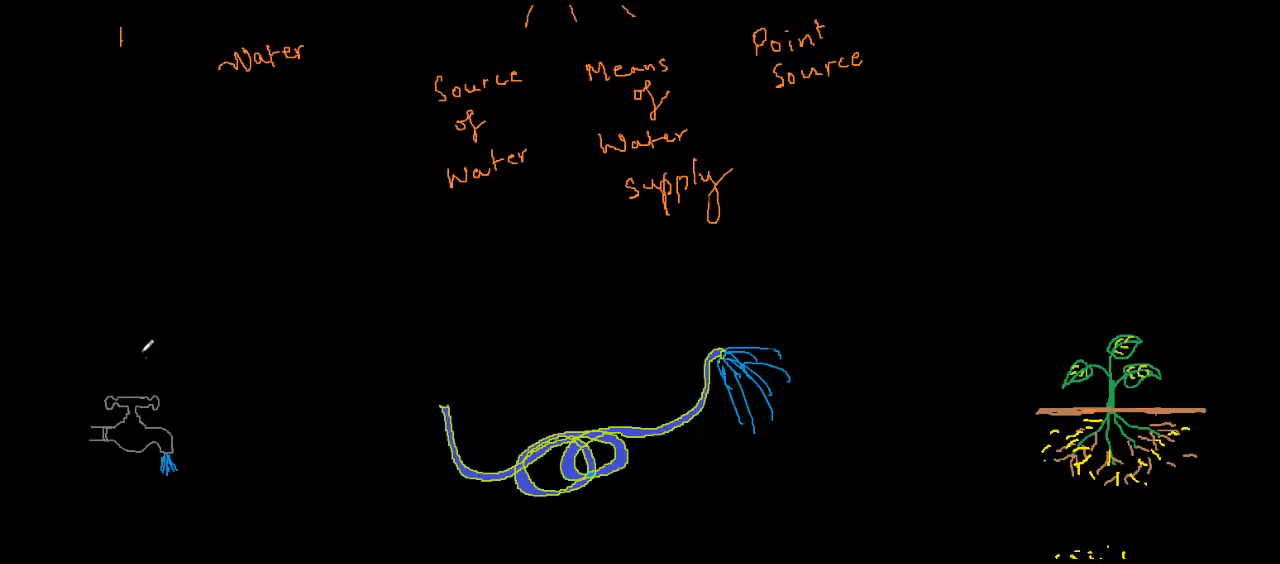 Water
Source
of
Water
Means
of
Water
supply
Point
Source